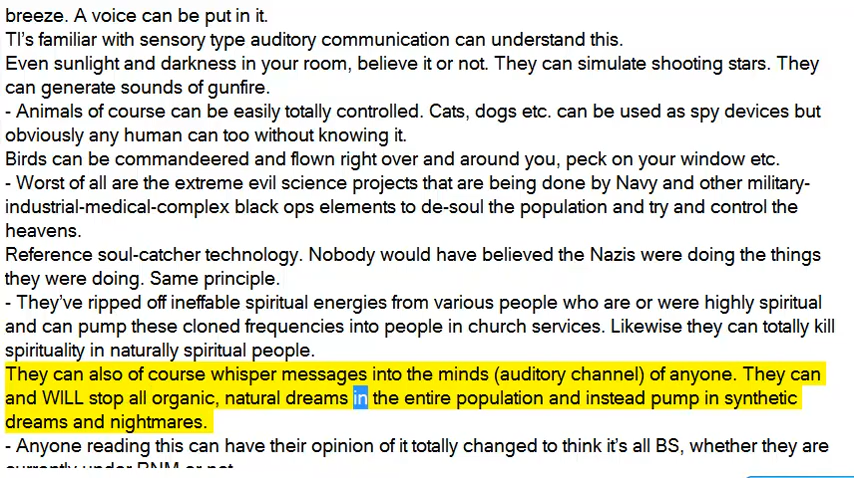 breeze. A voice can be put in it.
TI’s familiar with sensory type auditory communication can understand this.
Even sunlight and darkness in your room, believe it or not. They can simulate shooting stars. They
can generate sounds of gunfire.
- Animals of course can be easily totally controlled. Cats, dogs etc. can be used as spy devices but
obviously any human can too without knowing it.
Birds can be commandeered and flown right over and around you, peck on your window etc.
- Worst of all are the extreme evil science projects that are being done by Navy and other military-
industrial-medical-complex black ops elements to de-soul the population and try and control the
heavens.
Reference soul-catcher technology. Nobody would have believed the Nazis were doing the things
they were doing. Same principle.
- They’ve ripped off ineffable spiritual energies from various people who are or were highly spiritual
and can pump these cloned frequencies into people in church services. Likewise they can totally kill
spirituality in naturally spiritual people.
They can also of course whisper messages into the minds (auditory channel) of anyone. They can
and WILL stop all organic, natural dreams in the entire population and instead pump in synthetic
dreams and nightmares.
- Anyone reading this can have their opinion of it totally changed to think it’s all BS, whether they are
currently under RNM or not